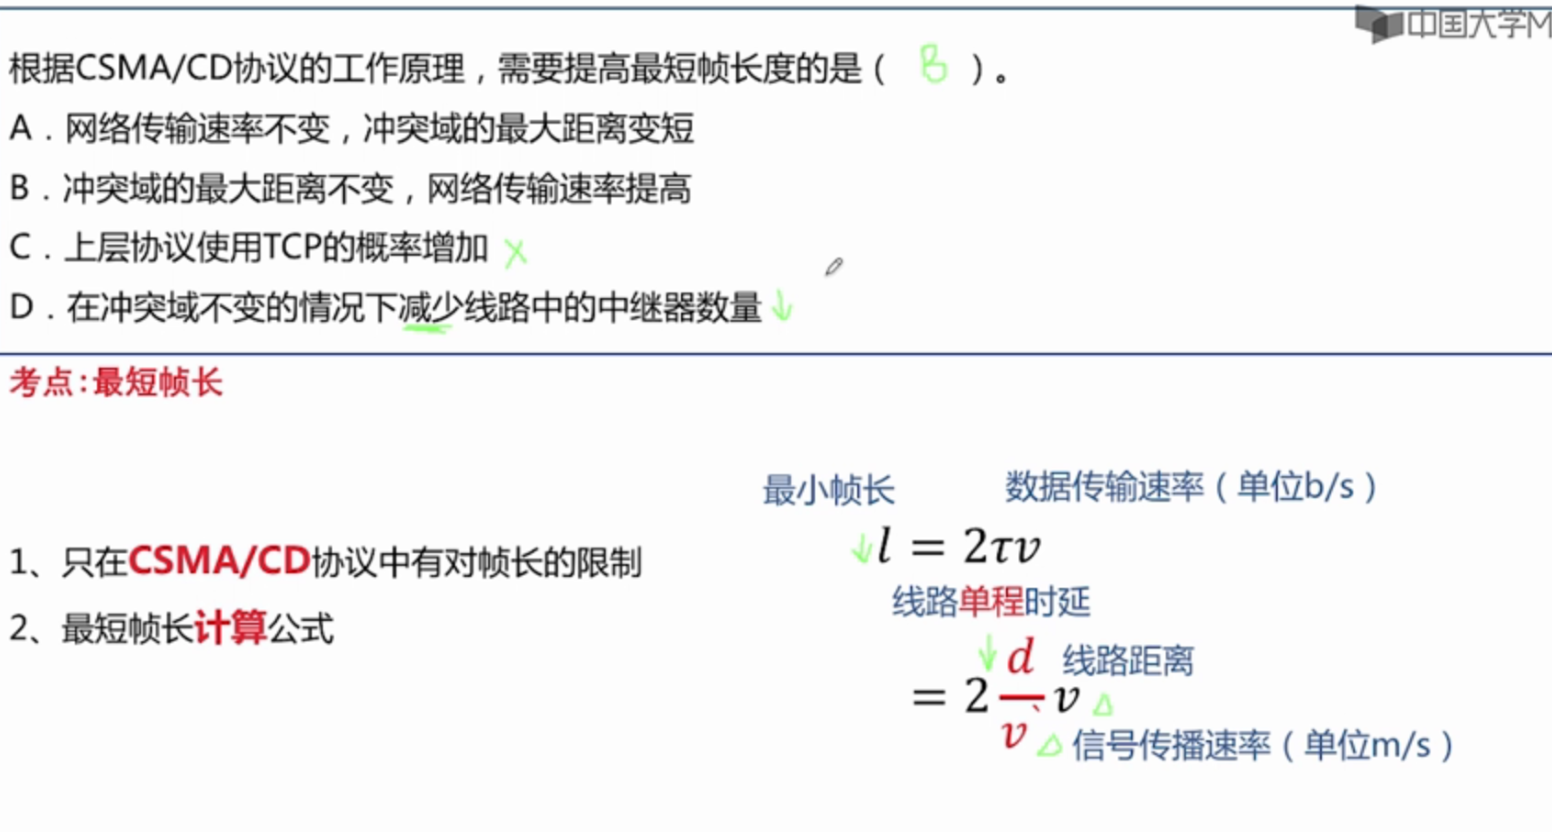 中国大学M
根据CSMA/CD协议的工作原理，需要提高最短帧长度的是（ B ）。
A．网络传输速率不变，冲突域的最大距离变短
B．冲突域的最大距离不变，网络传输速率提高
C．上层协议使用TCP的概率增加 ×
D．在冲突域不变的情况下减少线路中的中继器数量↓
考点：最短帧长
最小帧长 数据传输速率（单位b/s）
↓l = 2τv
1、只在CSMA/CD协议中有对帧长的限制
线路单程时延
2、最短帧长计算公式
↓ d 线路距离
= 2 — v △
v` △ 信号传播速率（单位m/s）